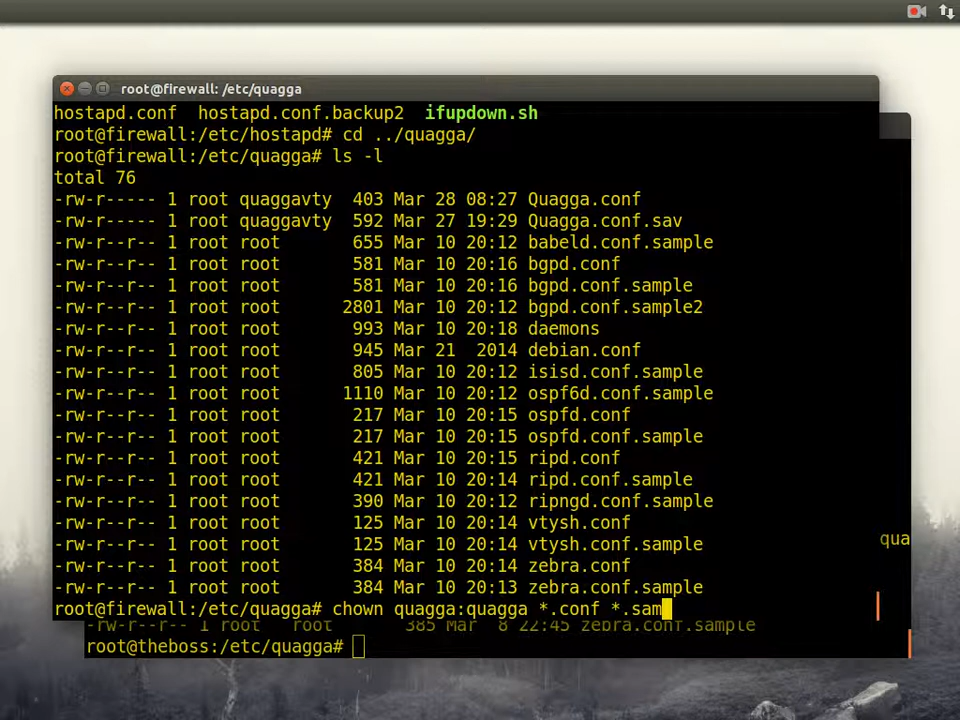 root@firewall: /etc/quagga
hostapd.conf  hostapd.conf.backup2  ifupdown.sh
root@firewall:/etc/hostapd# cd ../quagga/
root@firewall:/etc/quagga# ls -l
total 76
-rw-r----- 1 root quaggavty  403 Mar 28 08:27 Quagga.conf
-rw-r----- 1 root quaggavty  592 Mar 27 19:29 Quagga.conf.sav
-rw-r--r-- 1 root root       655 Mar 10 20:12 babeld.conf.sample
-rw-r--r-- 1 root root       581 Mar 10 20:16 bgpd.conf
-rw-r--r-- 1 root root       581 Mar 10 20:16 bgpd.conf.sample
-rw-r--r-- 1 root root      2801 Mar 10 20:12 bgpd.conf.sample2
-rw-r--r-- 1 root root       993 Mar 10 20:18 daemons
-rw-r--r-- 1 root root       945 Mar 21  2014 debian.conf
-rw-r--r-- 1 root root       805 Mar 10 20:12 isisd.conf.sample
-rw-r--r-- 1 root root      1110 Mar 10 20:12 ospf6d.conf.sample
-rw-r--r-- 1 root root       217 Mar 10 20:15 ospfd.conf
-rw-r--r-- 1 root root       217 Mar 10 20:15 ospfd.conf.sample
-rw-r--r-- 1 root root       421 Mar 10 20:15 ripd.conf
-rw-r--r-- 1 root root       421 Mar 10 20:14 ripd.conf.sample
-rw-r--r-- 1 root root       390 Mar 10 20:12 ripngd.conf.sample
-rw-r--r-- 1 root root       125 Mar 10 20:14 vtysh.conf
qua
-rw-r--r-- 1 root root       125 Mar 10 20:14 vtysh.conf.sample
-rw-r--r-- 1 root root       384 Mar 10 20:14 zebra.conf
-rw-r--r-- 1 root root       384 Mar 10 20:13 zebra.conf.sample
root@firewall:/etc/quagga# chown quagga:quagga *.conf *.sam
-rw-r--r-- 1 root   root       385 Mar  8 22:45 zebra.conf.sample
root@theboss:/etc/quagga#